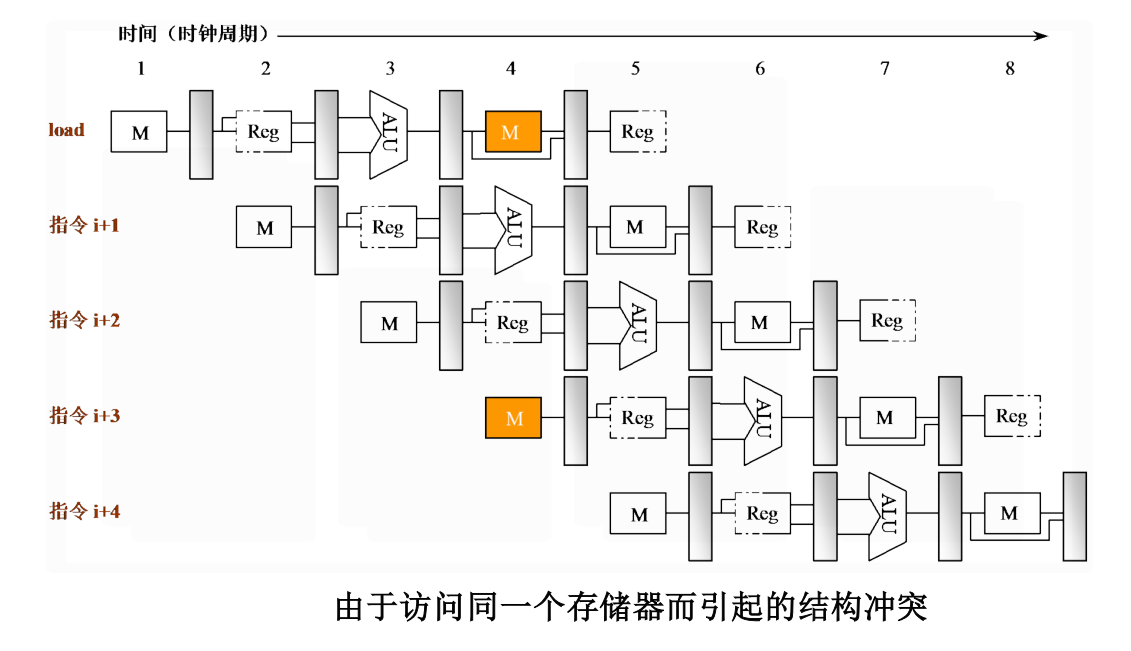 时间（时钟周期）
1 2 3 4 5 6 7 8
load M Reg ALU M Reg
指令 i+1 M Reg ALU M Reg
指令 i+2 M Reg ALU M Reg
指令 i+3 M Reg ALU M Reg
指令 i+4 M Reg ALU M
由于访问同一个存储器而引起的结构冲突